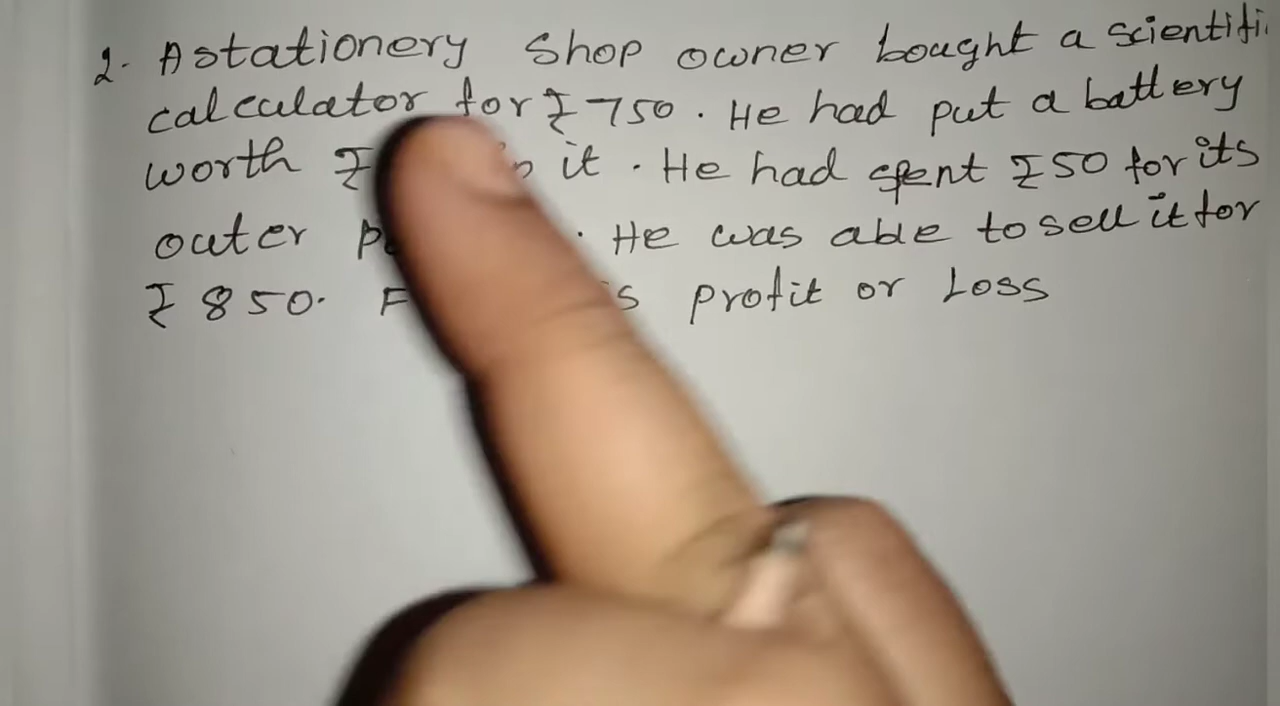 2. A stationery shop owner bought a scientifi
calculator for ₹ 750. He had put a battery
worth ₹ it. He had spent ₹50 for its
outer . He was able to sell it for
₹ 850. profit or Loss